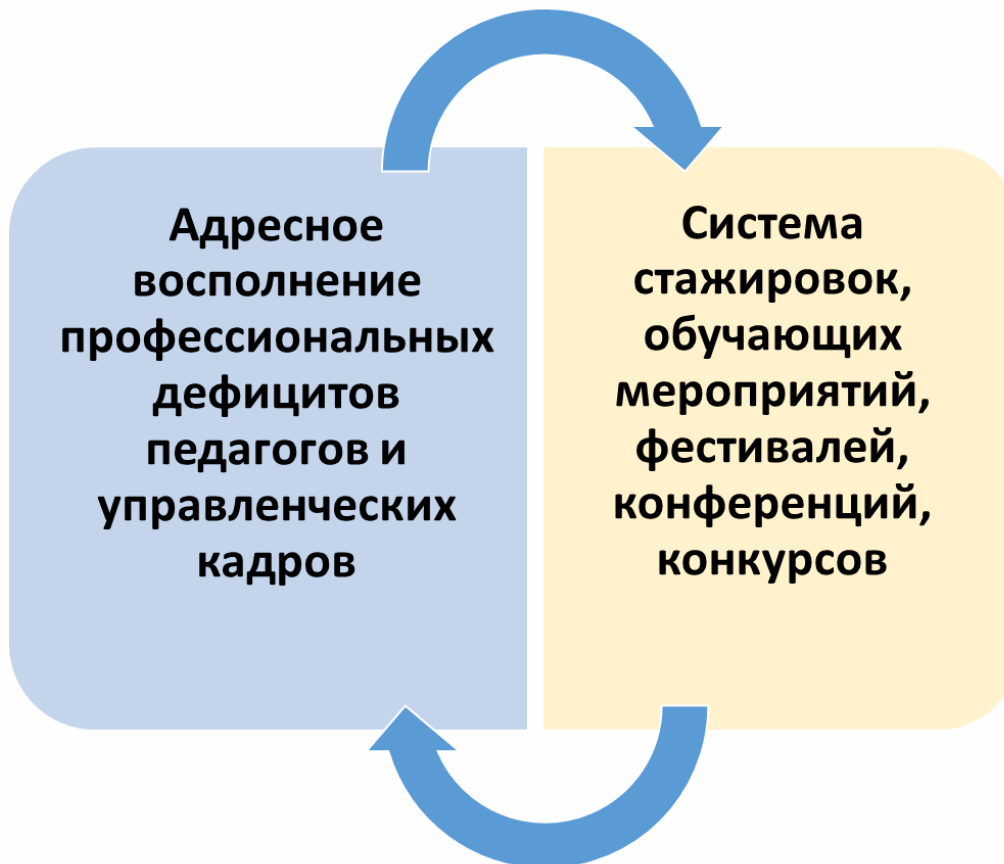 Адресное
восполнение
профессиональных
дефицитов
педагогов и
управленческих
кадров
Система
стажировок,
обучающих
мероприятий,
фестивалей,
конференций,
конкурсов